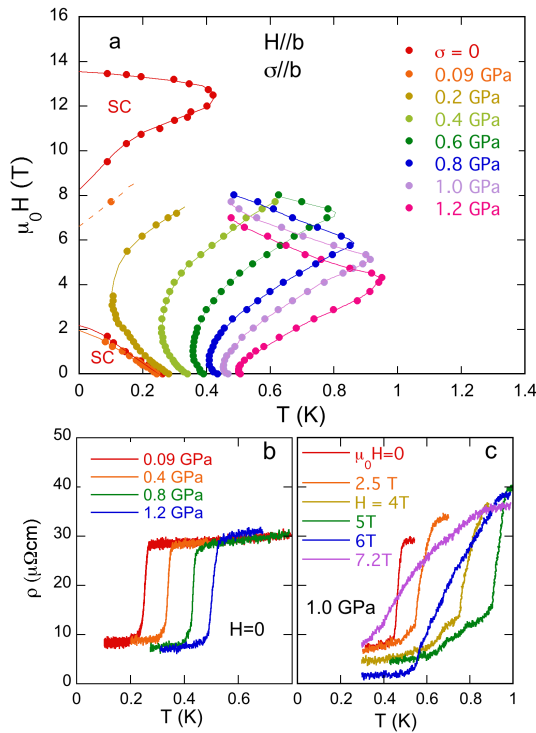 16
14
12
10
8
6
4
2
0
μ₀H (T)
a
H//b
σ//b
SC
SC
σ = 0
0.09 GPa
0.2 GPa
0.4 GPa
0.6 GPa
0.8 GPa
1.0 GPa
1.2 GPa
0 0.2 0.4 0.6 0.8 1 1.2 1.4
T (K)
50
40
30
20
10
0
ρ (μΩcm)
b
0.09 GPa
0.4 GPa
0.8 GPa
1.2 GPa
H=0
0 0.2 0.4 0.6
T (K)
c
μ₀H=0
2.5 T
H = 4T
5T
6T
7.2T
1.0 GPa
0 0.2 0.4 0.6 0.8 1
T (K)